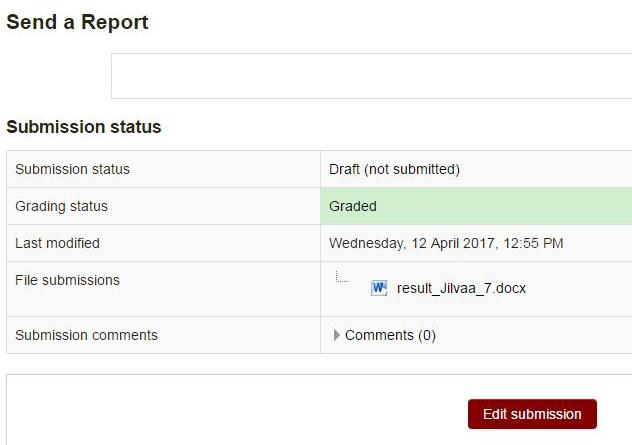 Send a Report
Submission status
Submission status Draft (not submitted)
Grading status Graded
Last modified Wednesday, 12 April 2017, 12:55 PM
File submissions result_Jilvaa_7.docx
Submission comments Comments (0)
Edit submission